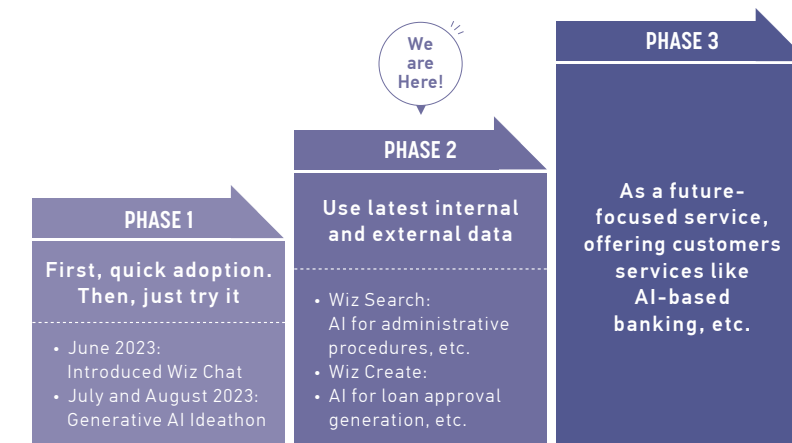 We
are
Here!
PHASE 1
First, quick adoption.
Then, just try it
• June 2023:
Introduced Wiz Chat
• July and August 2023:
Generative AI Ideathon
PHASE 2
Use latest internal
and external data
• Wiz Search:
AI for administrative
procedures, etc.
• Wiz Create:
• AI for loan approval
generation, etc.
PHASE 3
As a future-
focused service,
offering customers
services like
AI-based
banking, etc.